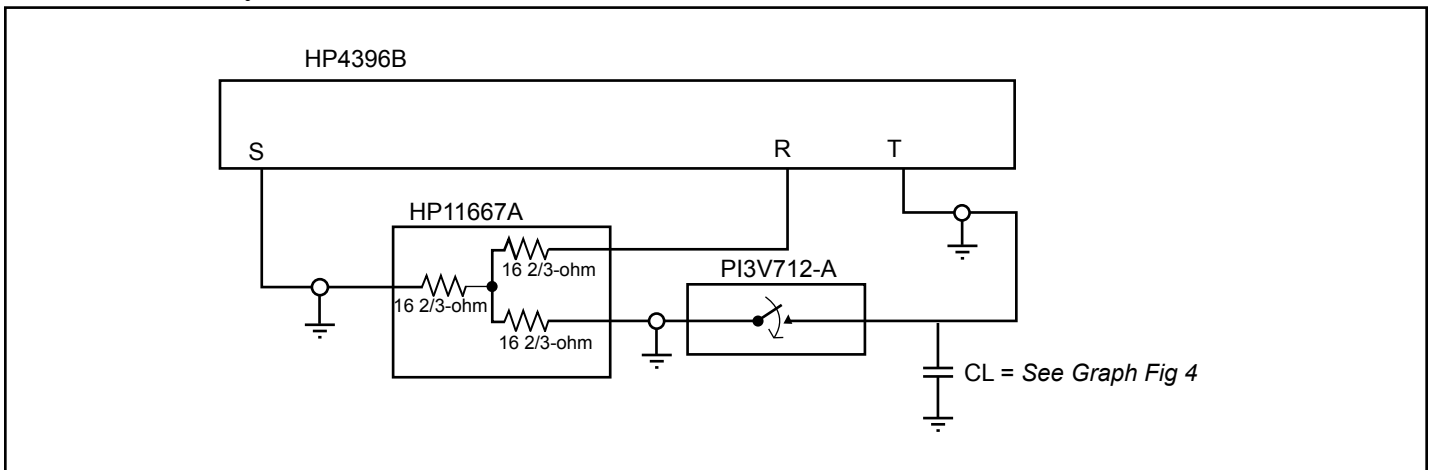 HP4396B
S
R
T
HP11667A
16 2/3-ohm
PI3V712-A
16 2/3-ohm
16 2/3-ohm
CL = See Graph Fig 4